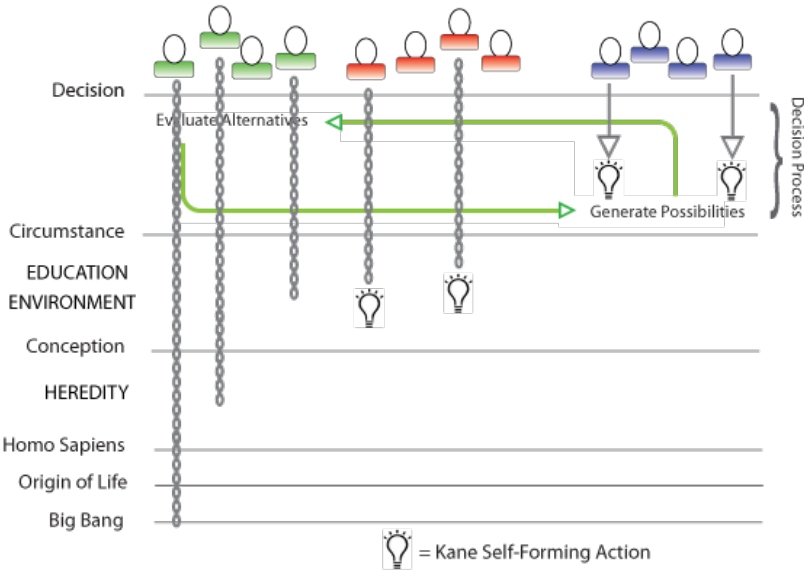 Decision
Evaluate Alternatives
Decision Process
Generate Possibilities
Circumstance
EDUCATION
ENVIRONMENT
Conception
HEREDITY
Homo Sapiens
Origin of Life
Big Bang
= Kane Self-Forming Action